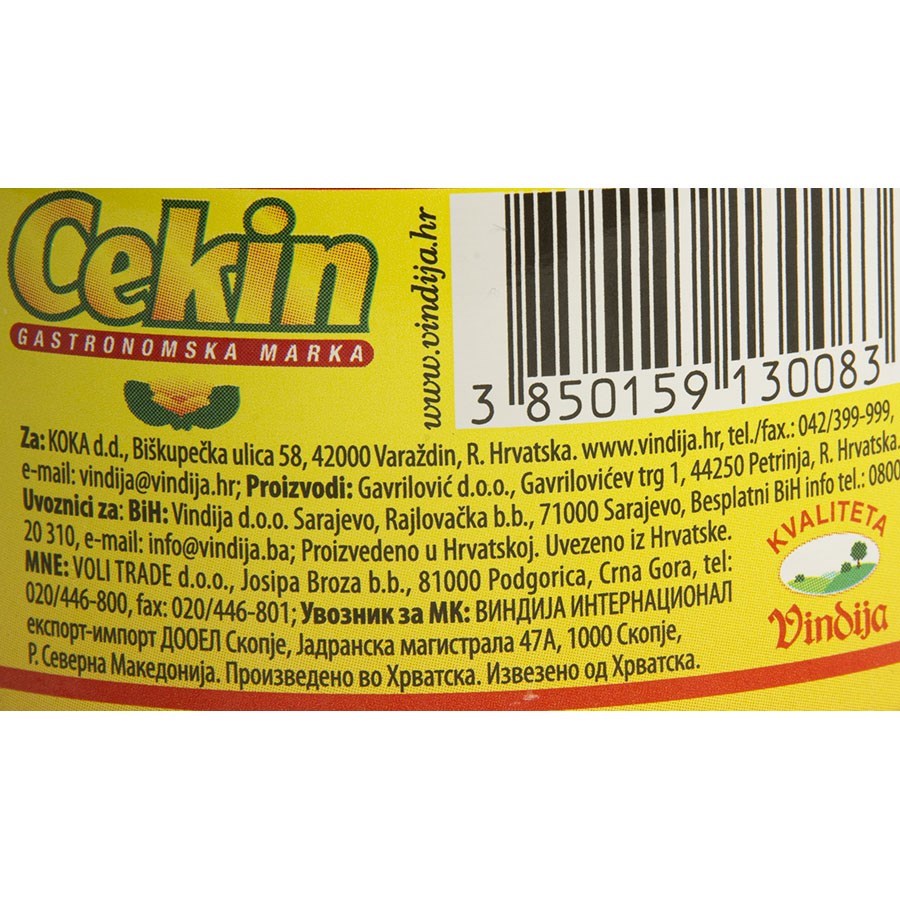 Cekin
GASTRONOMSKA MARKA
www.vindija.hr
3 850159 130083
Za: KOKA d.d., Biškupečka ulica 58, 42000 Varaždin, R. Hrvatska. www.vindija.hr, tel./fax.: 042/399-999,
e-mail: vindija@vindija.hr; Proizvodi: Gavrilović d.o.o., Gavrilovićev trg 1, 44250 Petrinja, R. Hrvatska.
Uvoznici za: BiH: Vindija d.o.o. Sarajevo, Rajlovačka b.b., 71000 Sarajevo, Besplatni BiH info tel.: 0800
20 310, e-mail: info@vindija.ba; Proizvedeno u Hrvatskoj. Uvezeno iz Hrvatske.
MNE: VOLI TRADE d.o.o., Josipa Broza b.b., 81000 Podgorica, Crna Gora, tel:
020/446-800, fax: 020/446-801; Увозник за МК: ВИНДИЈА ИНТЕРНАЦИОНАЛ
експорт-импорт ДООЕЛ Скопје, Јадранска магистрала 47А, 1000 Скопје,
Р. Северна Македонија. Произведено во Хрватска. Извезено од Хрватска.
KVALITETA
Vindija